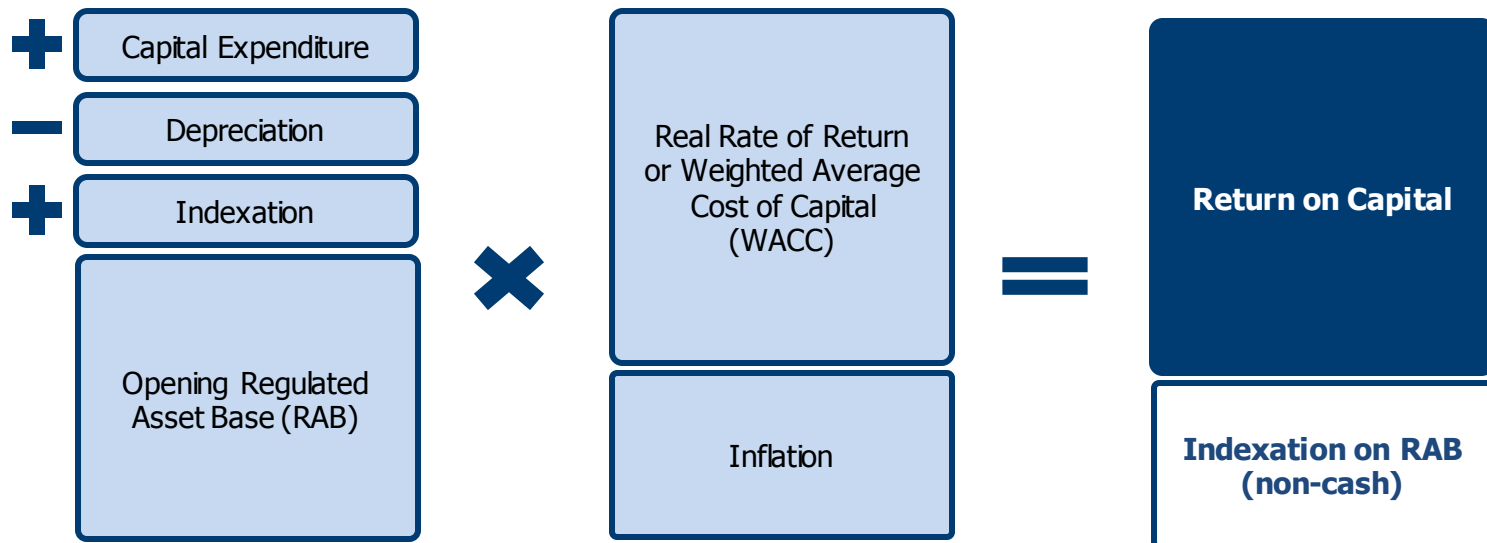 Capital Expenditure
Depreciation
Indexation
Opening Regulated
Asset Base (RAB)
Real Rate of Return
or Weighted Average
Cost of Capital
(WACC)
Inflation
Return on Capital
Indexation on RAB
(non-cash)